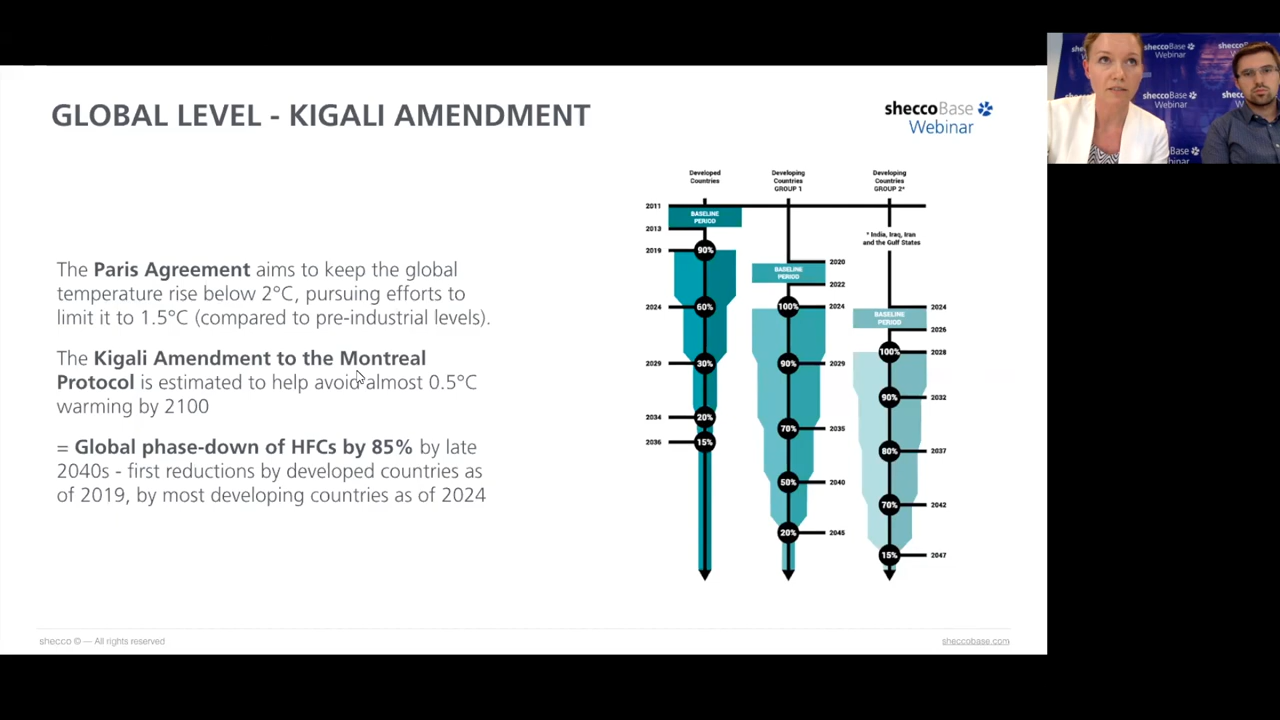 GLOBAL LEVEL - KIGALI AMENDMENT
sheccoBase
Webinar
The Paris Agreement aims to keep the global
temperature rise below 2°C, pursuing efforts to
limit it to 1.5°C (compared to pre-industrial levels).
The Kigali Amendment to the Montreal
Protocol is estimated to help avoid almost 0.5°C
warming by 2100
= Global phase-down of HFCs by 85% by late
2040s - first reductions by developed countries as
of 2019, by most developing countries as of 2024
Developed
Countries
2011
BASELINE
PERIOD
2013
2019
90%
2024
60%
2029
30%
2034
20%
2036
15%
Developing
Countries
GROUP 1
2020
BASELINE
PERIOD
2022
100%
2024
90%
2029
70%
2035
50%
2040
20%
2045
Developing
Countries
GROUP 2*
* India, Iraq, Iran
and the Gulf States
2024
BASELINE
PERIOD
2026
100%
2028
90%
2032
80%
2037
70%
2042
15%
2047
shecco © — All rights reserved
sheccobase.com
sheccoBase
Webinar
sheccoBase
Webinar